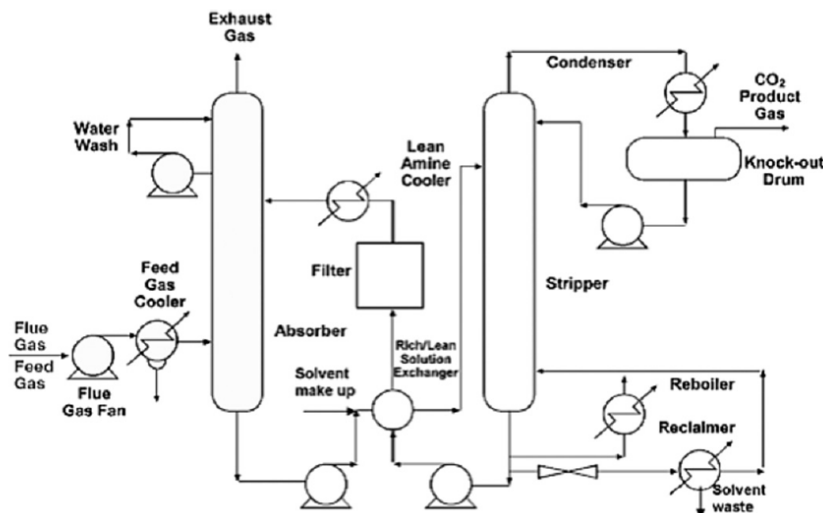 Exhaust
Gas
Condenser
CO₂
Product
Gas
Water
Wash
Lean
Amine
Cooler
Knock-out
Drum
Feed
Gas
Cooler
Filter
Stripper
Flue
Gas
Feed
Gas
Absorber
Rich/Lean
Solution
Exchanger
Solvent
make up
Flue
Gas Fan
Reboiler
Reclaimer
Solvent
waste